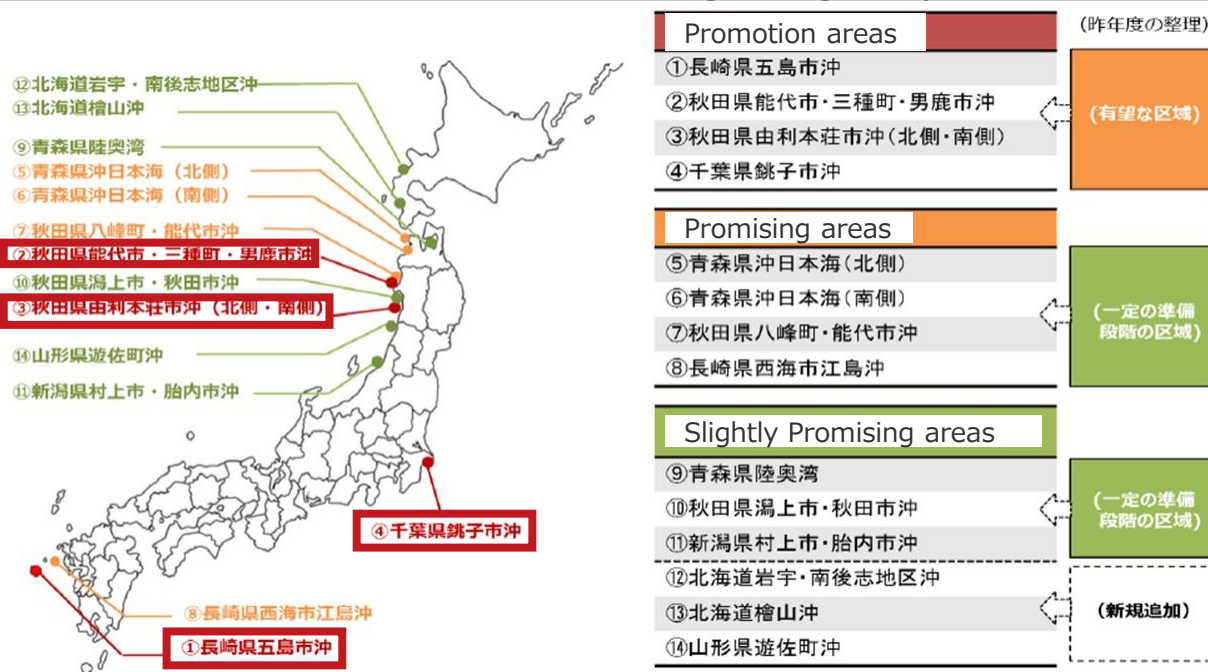 ⑫北海道岩宇・南後志地区沖
⑬北海道檜山沖
⑨青森県陸奥湾
⑤青森県沖日本海（北側）
⑥青森県沖日本海（南側）
⑦秋田県八峰町・能代市沖
②秋田県能代市・三種町・男鹿市沖
⑩秋田県潟上市・秋田市沖
③秋田県由利本荘市沖（北側・南側）
⑭山形県遊佐町沖
⑪新潟県村上市・胎内市沖
④千葉県銚子市沖
⑧長崎県西海市江島沖
①長崎県五島市沖
Promotion areas
①長崎県五島市沖
②秋田県能代市・三種町・男鹿市沖
③秋田県由利本荘市沖（北側・南側）
④千葉県銚子市沖
Promising areas
⑤青森県沖日本海（北側）
⑥青森県沖日本海（南側）
⑦秋田県八峰町・能代市沖
⑧長崎県西海市江島沖
Slightly Promising areas
⑨青森県陸奥湾
⑩秋田県潟上市・秋田市沖
⑪新潟県村上市・胎内市沖
⑫北海道岩宇・南後志地区沖
⑬北海道檜山沖
⑭山形県遊佐町沖
(昨年度の整理)
(有望な区域)
(一定の準備
段階の区域)
(一定の準備
段階の区域)
(新規追加)